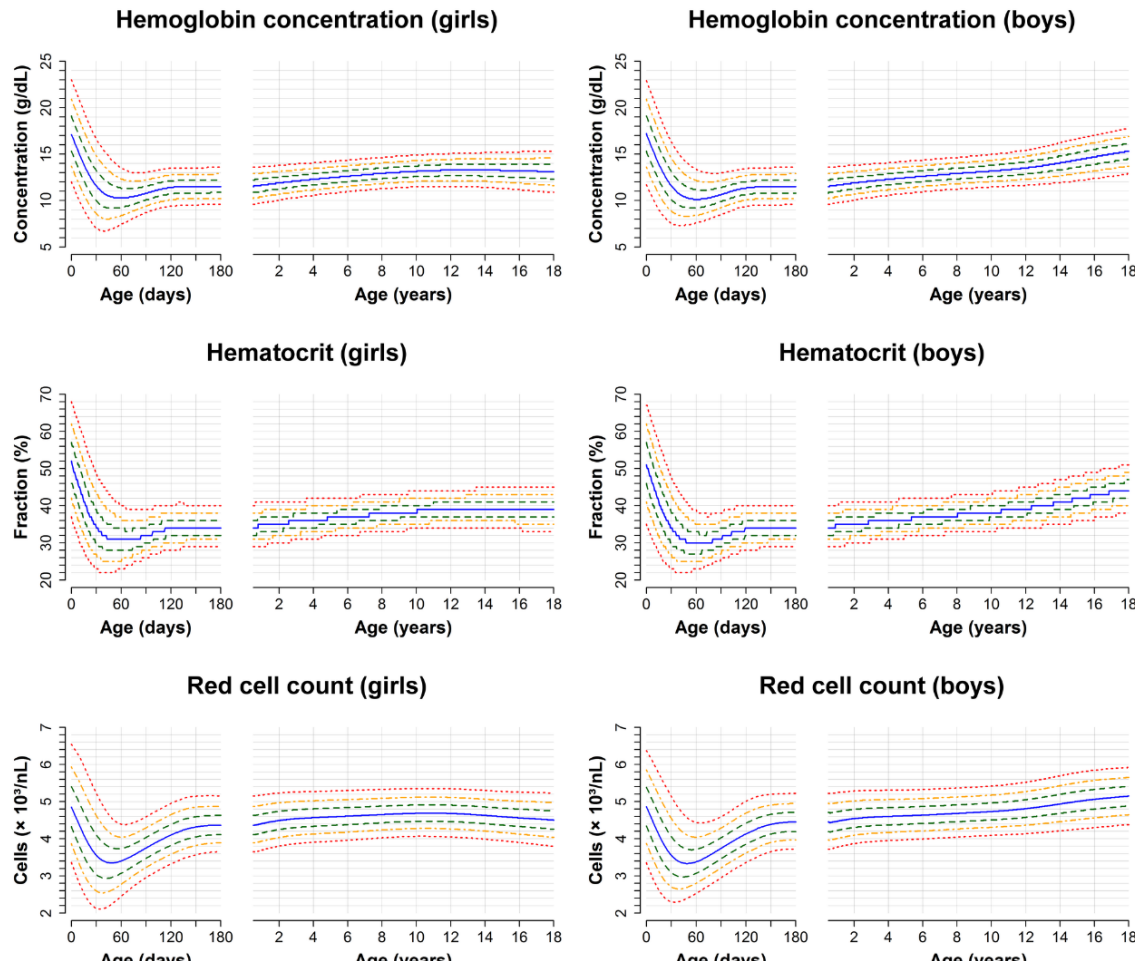 Hemoglobin concentration (girls)
Concentration (g/dL)
5 10 15 20 25
0 60 120 180
Age (days)
2 4 6 8 10 12 14 16 18
Age (years)
Hemoglobin concentration (boys)
Concentration (g/dL)
5 10 15 20 25
0 60 120 180
Age (days)
2 4 6 8 10 12 14 16 18
Age (years)
Hematocrit (girls)
Fraction (%)
20 30 40 50 60 70
0 60 120 180
Age (days)
2 4 6 8 10 12 14 16 18
Age (years)
Hematocrit (boys)
Fraction (%)
20 30 40 50 60 70
0 60 120 180
Age (days)
2 4 6 8 10 12 14 16 18
Age (years)
Red cell count (girls)
Cells (× 10³/nL)
2 3 4 5 6 7
0 60 120 180
Age (days)
2 4 6 8 10 12 14 16 18
Age (years)
Red cell count (boys)
Cells (× 10³/nL)
2 3 4 5 6 7
0 60 120 180
Age (days)
2 4 6 8 10 12 14 16 18
Age (years)